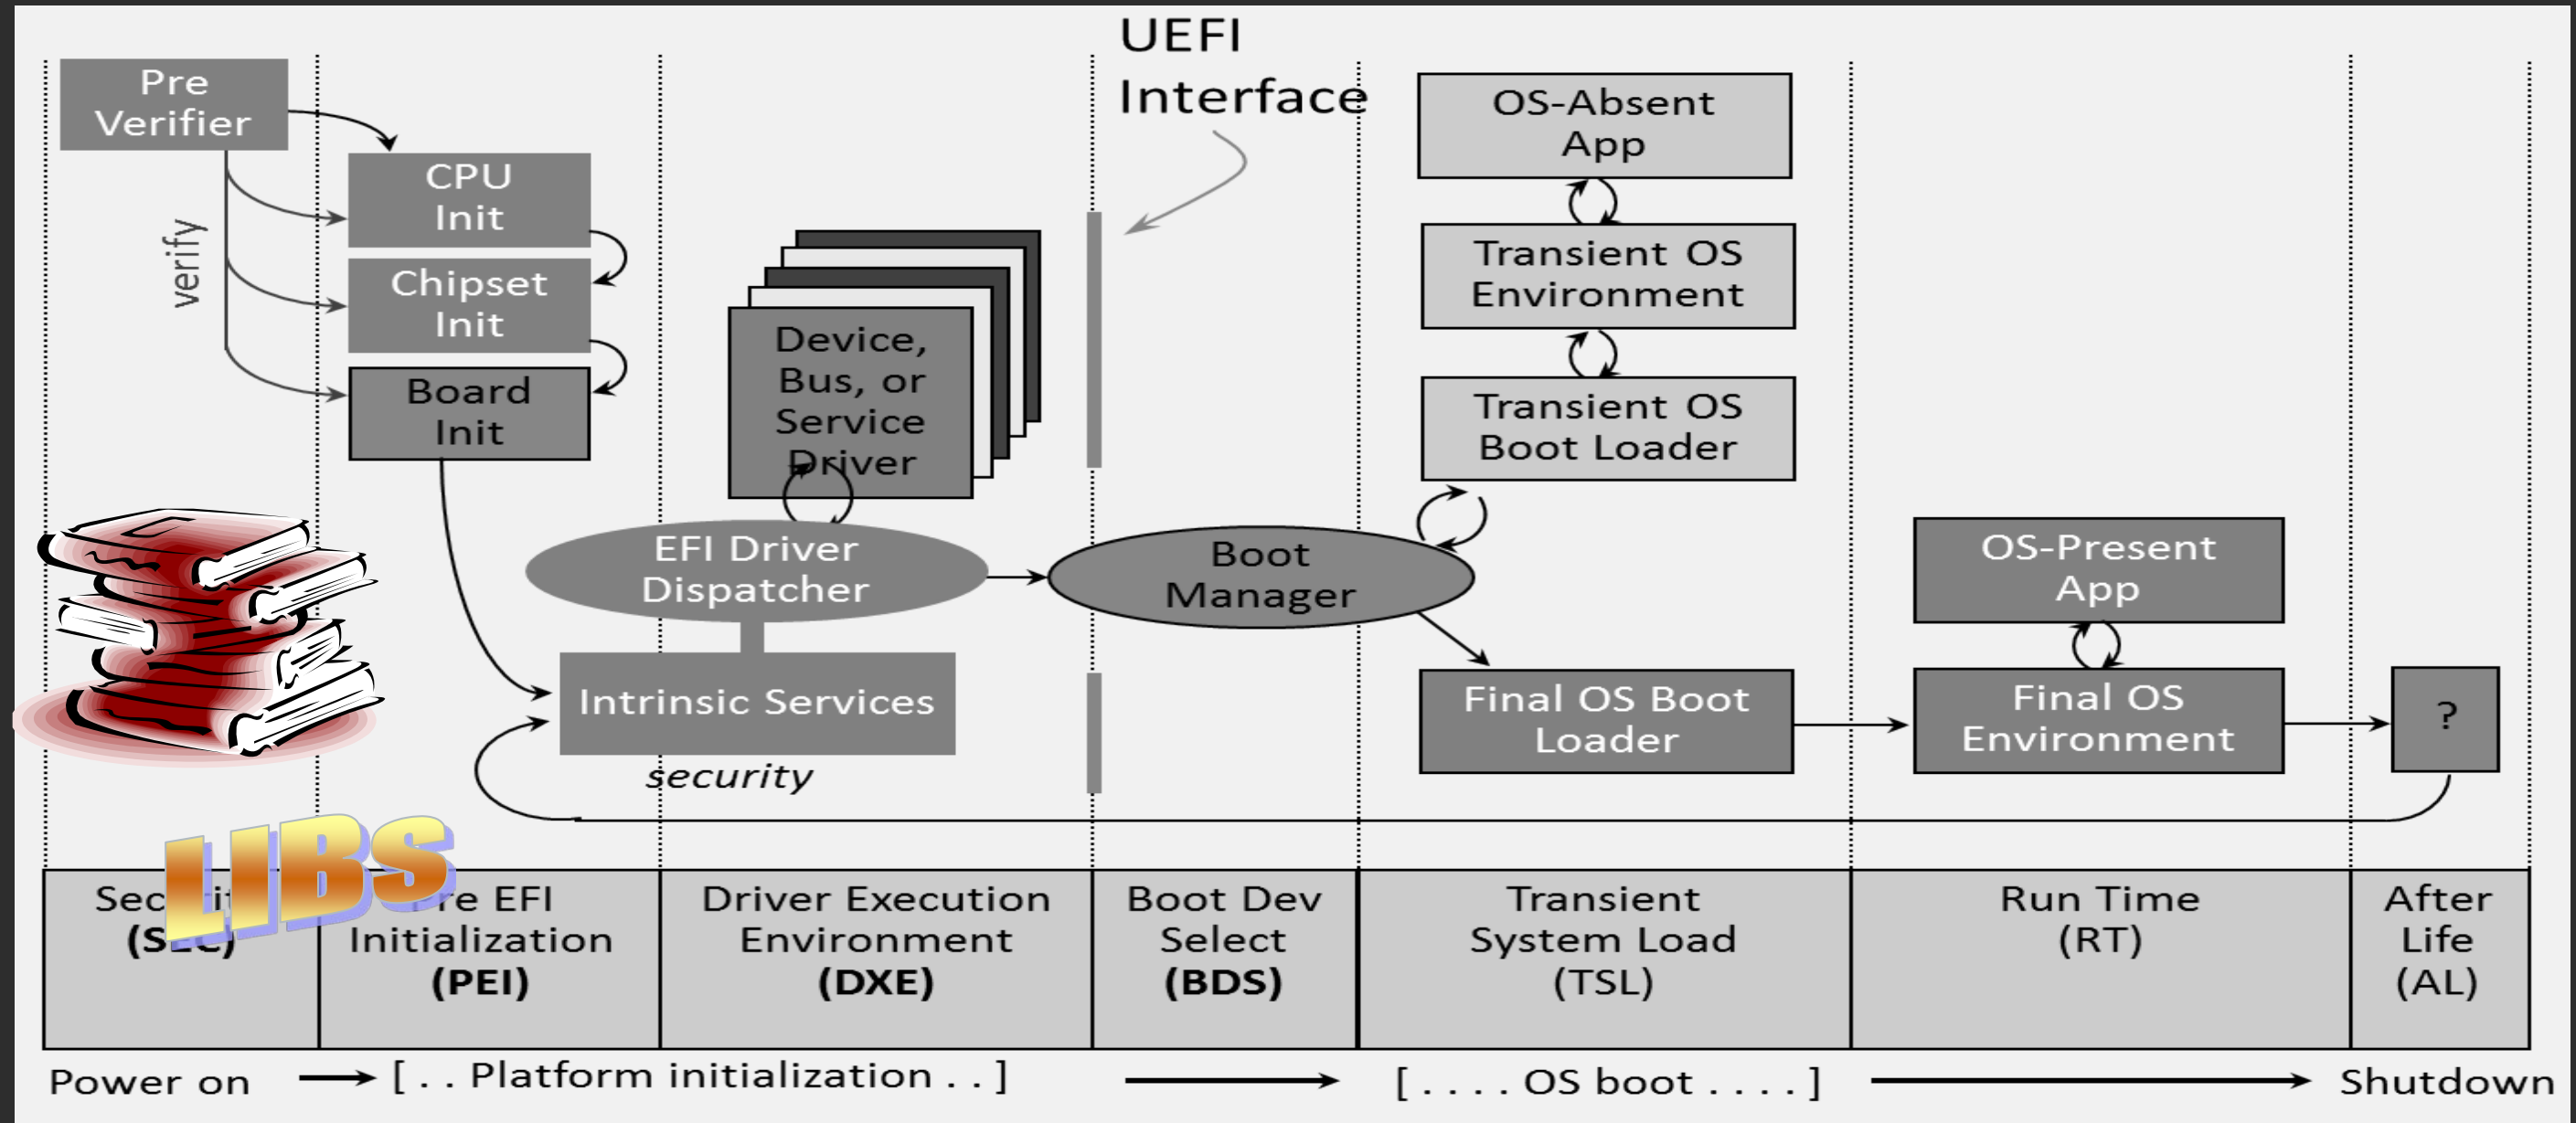 UEFI
Interface
Pre
Verifier
verify
CPU
Init
Chipset
Init
Board
Init
Device,
Bus, or
Service
Driver
EFI Driver
Dispatcher
Intrinsic Services
security
Boot
Manager
OS-Absent
App
Transient OS
Environment
Transient OS
Boot Loader
Final OS Boot
Loader
OS-Present
App
Final OS
Environment
?
LIBS
(SEC)
Pre EFI
Initialization
(PEI)
Driver Execution
Environment
(DXE)
Boot Dev
Select
(BDS)
Transient
System Load
(TSL)
Run Time
(RT)
After
Life
(AL)
Power on
[ . . Platform initialization . . ]
[ . . . . OS boot . . . . ]
Shutdown